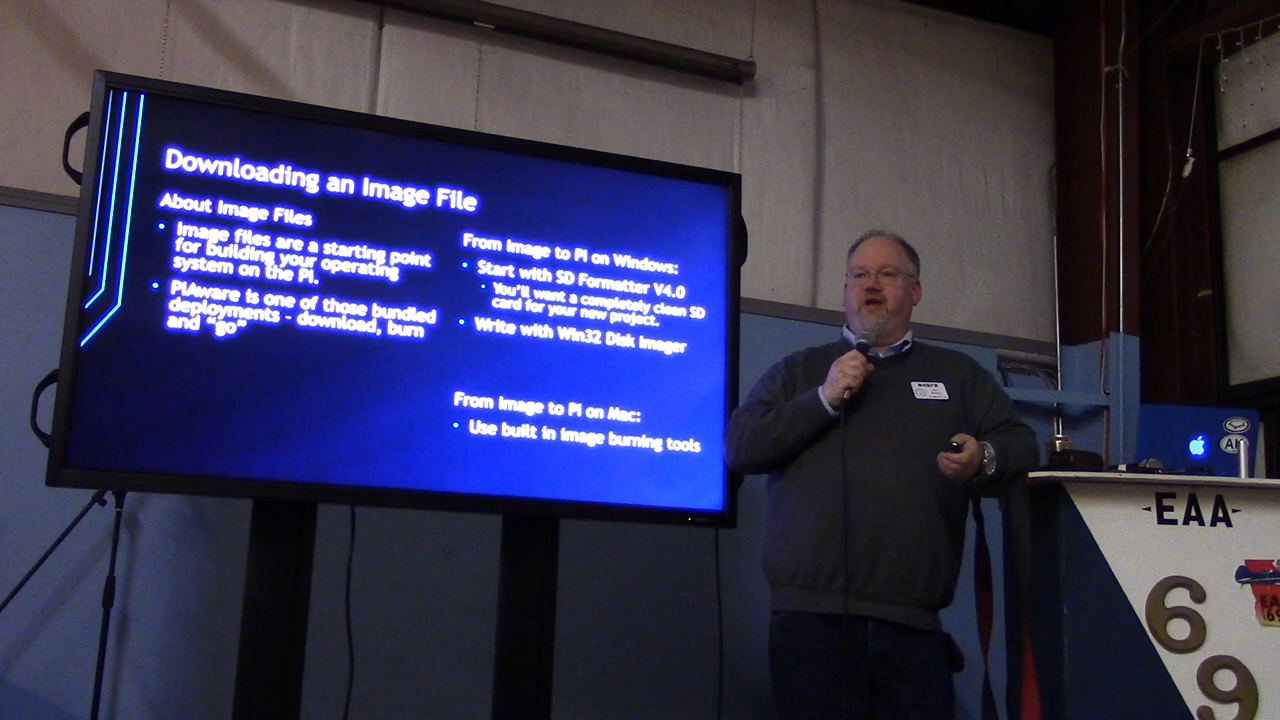 Downloading an Image File
About Image Files
• Image files are a starting point
for building your operating
system on the Pi.
• PiAware is one of those bundled
deployments - download, burn
and “go”
From Image to Pi on Windows:
• Start with SD Formatter V4.0
• You'll want a completely clean SD
card for your new project.
• Write with Win32 Disk Imager
From Image to Pi on Mac:
• Use built in image burning tools
EAA
69